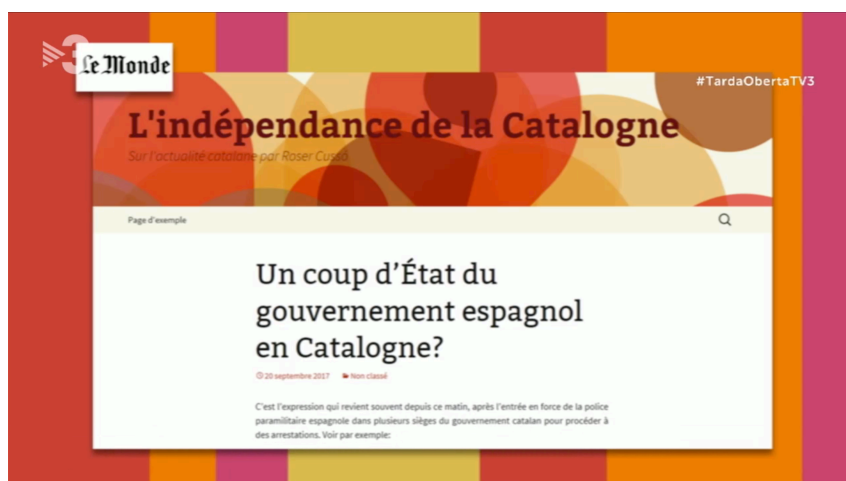 3
Le Monde
#TardaObertaTV3
L'indépendance de la Catalogne
Sur l'actualité catalane par Roser Cussó
Page d'exemple
Un coup d'État du
gouvernement espagnol
en Catalogne?
20 septembre 2017 Non classé
C'est l'expression qui revient souvent depuis ce matin, après l'entrée en force de la police
paramilitaire espagnole dans plusieurs sièges du gouvernement catalan pour procéder à
des arrestations. Voir par exemple: